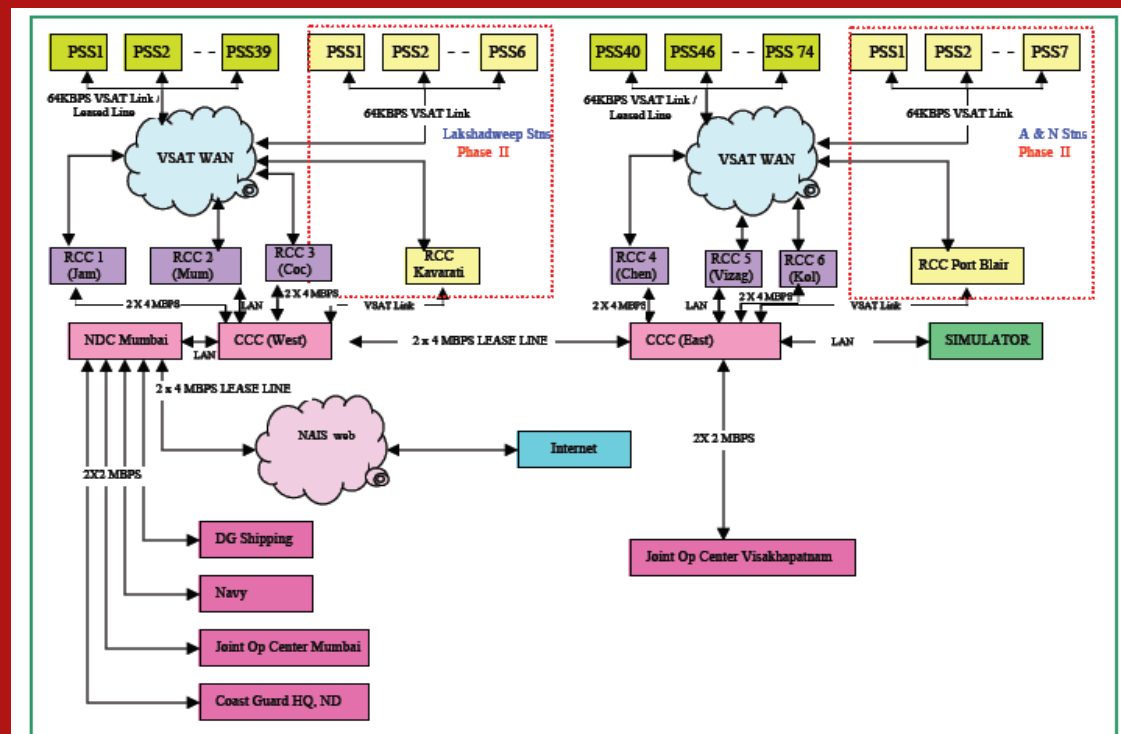 PSS1 PSS2 - - PSS39 PSS1 PSS2 - - PSS6 PSS40 PSS46 - - PSS 74 PSS1 PSS2 - - PSS7
64KBPS VSAT Link /
Leased Line
64KBPS VSAT Link
64KBPS VSAT Link /
Leased Line
64KBPS VSAT Link
Lakshadweep Stns
Phase II
A & N Stns
Phase II
VSAT WAN
VSAT WAN
RCC 1
(Jam)
RCC 2
(Mum)
RCC 3
(Coc)
RCC
Kavarati
RCC 4
(Chen)
RCC 5
(Vizag)
RCC 6
(Kol)
RCC Port Blair
2 X 4 MBPS
LAN
2 X 4 MBPS
VSAT Link
2 X 4 MBPS
LAN
2 X 4 MBPS
VSAT Link
NDC Mumbai
LAN
CCC (West)
2 x 4 MBPS LEASE LINE
CCC (East)
LAN
SIMULATOR
2 x 4 MBPS LEASE LINE
NAIS web
Internet
2X 2 MBPS
2X2 MBPS
DG Shipping
Joint Op Center Visakhapatnam
Navy
Joint Op Center Mumbai
Coast Guard HQ, ND